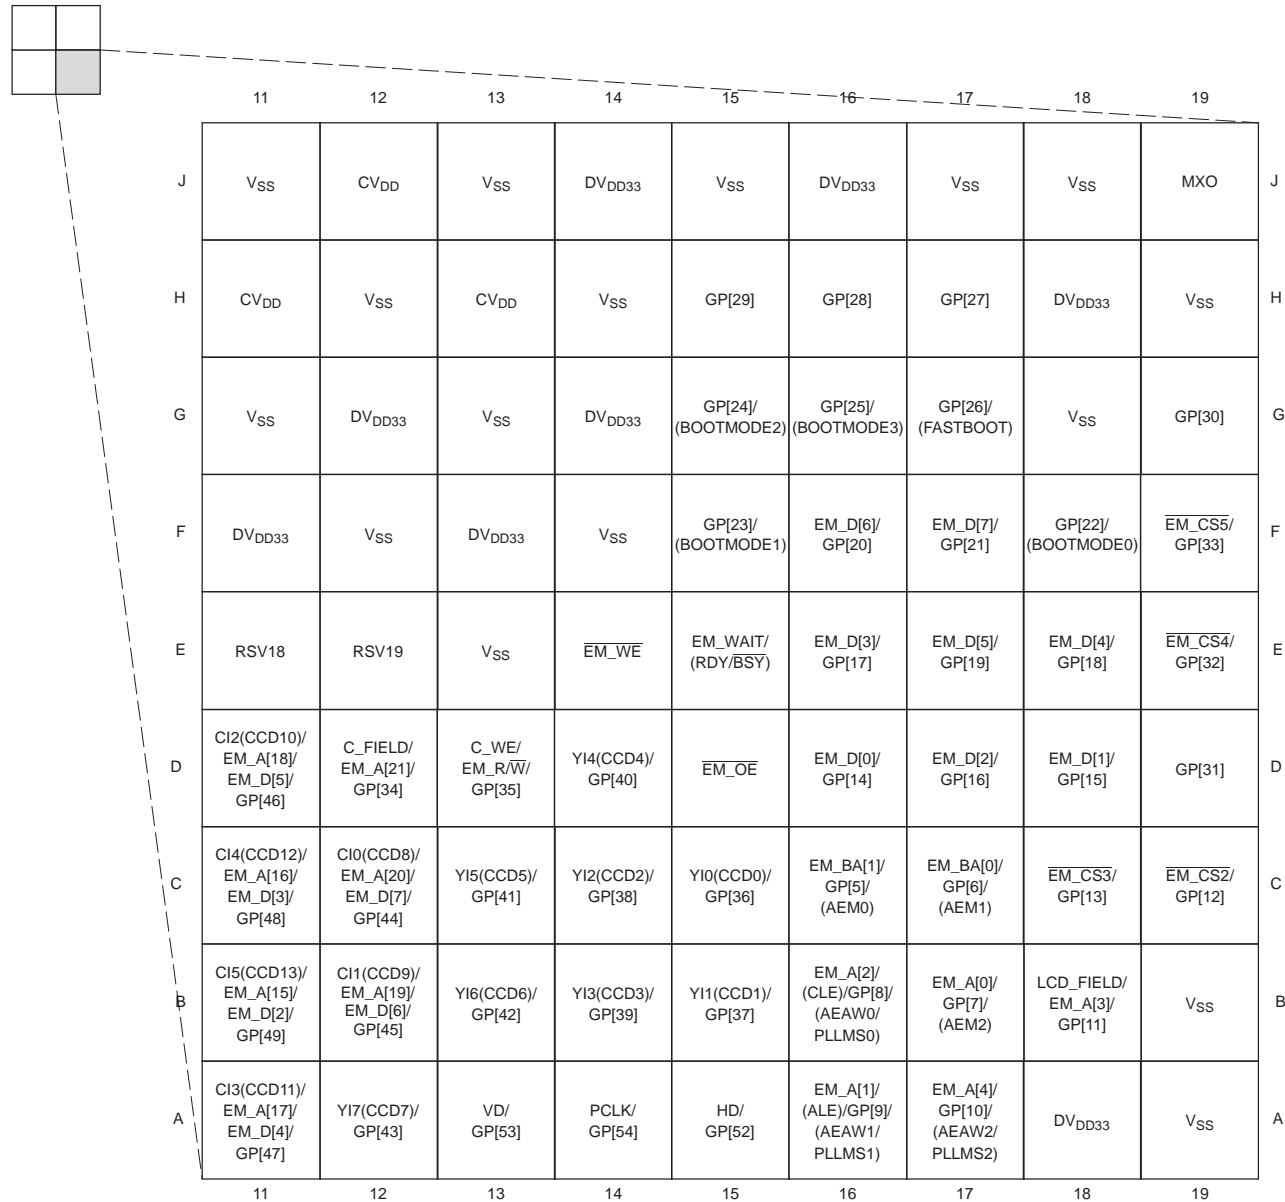 11 12 13 14 15 16 17 18 19
J VSS CVDD VSS DVDD33 VSS DVDD33 VSS VSS MXO J
H CVDD VSS CVDD VSS GP[29] GP[28] GP[27] DVDD33 VSS H
G VSS DVDD33 VSS DVDD33 GP[24]/ (BOOTMODE2) GP[25]/ (BOOTMODE3) GP[26]/ (FASTBOOT) VSS GP[30] G
F DVDD33 VSS DVDD33 VSS GP[23]/ (BOOTMODE1) EM_D[6]/ GP[20] EM_D[7]/ GP[21] GP[22]/ (BOOTMODE0) EM_CS5/ GP[33] F
E RSV18 RSV19 VSS EM_WE EM_WAIT/ (RDY/BSY) EM_D[3]/ GP[17] EM_D[5]/ GP[19] EM_D[4]/ GP[18] EM_CS4/ GP[32] E
D CI2(CCD10)/ EM_A[18]/ EM_D[5]/ GP[46] C_FIELD/ EM_A[21]/ GP[34] C_WE/ EM_R/W/ GP[35] YI4(CCD4)/ GP[40] EM_OE EM_D[0]/ GP[14] EM_D[2]/ GP[16] EM_D[1]/ GP[15] GP[31] D
C CI4(CCD12)/ EM_A[16]/ EM_D[3]/ GP[48] CI0(CCD8)/ EM_A[20]/ EM_D[7]/ GP[44] YI5(CCD5)/ GP[41] YI2(CCD2)/ GP[38] YI0(CCD0)/ GP[36] EM_BA[1]/ GP[5]/ (AEM0) EM_BA[0]/ GP[6]/ (AEM1) EM_CS3/ GP[13] EM_CS2/ GP[12] C
B CI5(CCD13)/ EM_A[15]/ EM_D[2]/ GP[49] CI1(CCD9)/ EM_A[19]/ EM_D[6]/ GP[45] YI6(CCD6)/ GP[42] YI3(CCD3)/ GP[39] YI1(CCD1)/ GP[37] EM_A[2]/ (CLE)/GP[8]/ (AEAW0/ PLLMS0) EM_A[0]/ GP[7]/ (AEM2) LCD_FIELD/ EM_A[3]/ GP[11] VSS B
A CI3(CCD11)/ EM_A[17]/ EM_D[4]/ GP[47] YI7(CCD7)/ GP[43] VD/ GP[53] PCLK/ GP[54] HD/ GP[52] EM_A[1]/ (ALE)/GP[9]/ (AEAW1/ PLLMS1) EM_A[4]/ GP[10]/ (AEAW2/ PLLMS2) DVDD33 VSS A
11 12 13 14 15 16 17 18 19